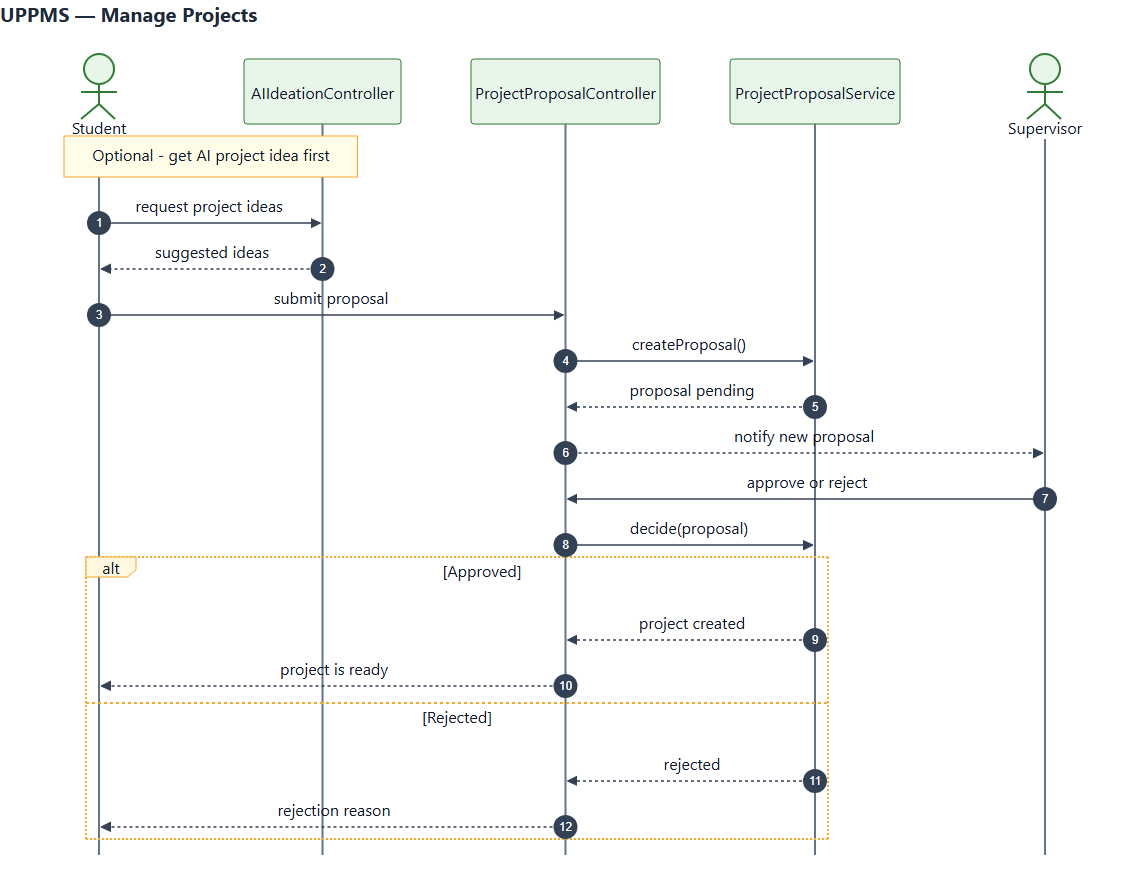 UPPMS — Manage Projects
Student
AIIdeationController
ProjectProposalController
ProjectProposalService
Supervisor
Optional - get AI project idea first
1
request project ideas
suggested ideas
2
submit proposal
3
createProposal()
4
proposal pending
5
notify new proposal
6
approve or reject
7
decide(proposal)
8
alt
[Approved]
project created
9
project is ready
10
[Rejected]
rejected
11
rejection reason
12